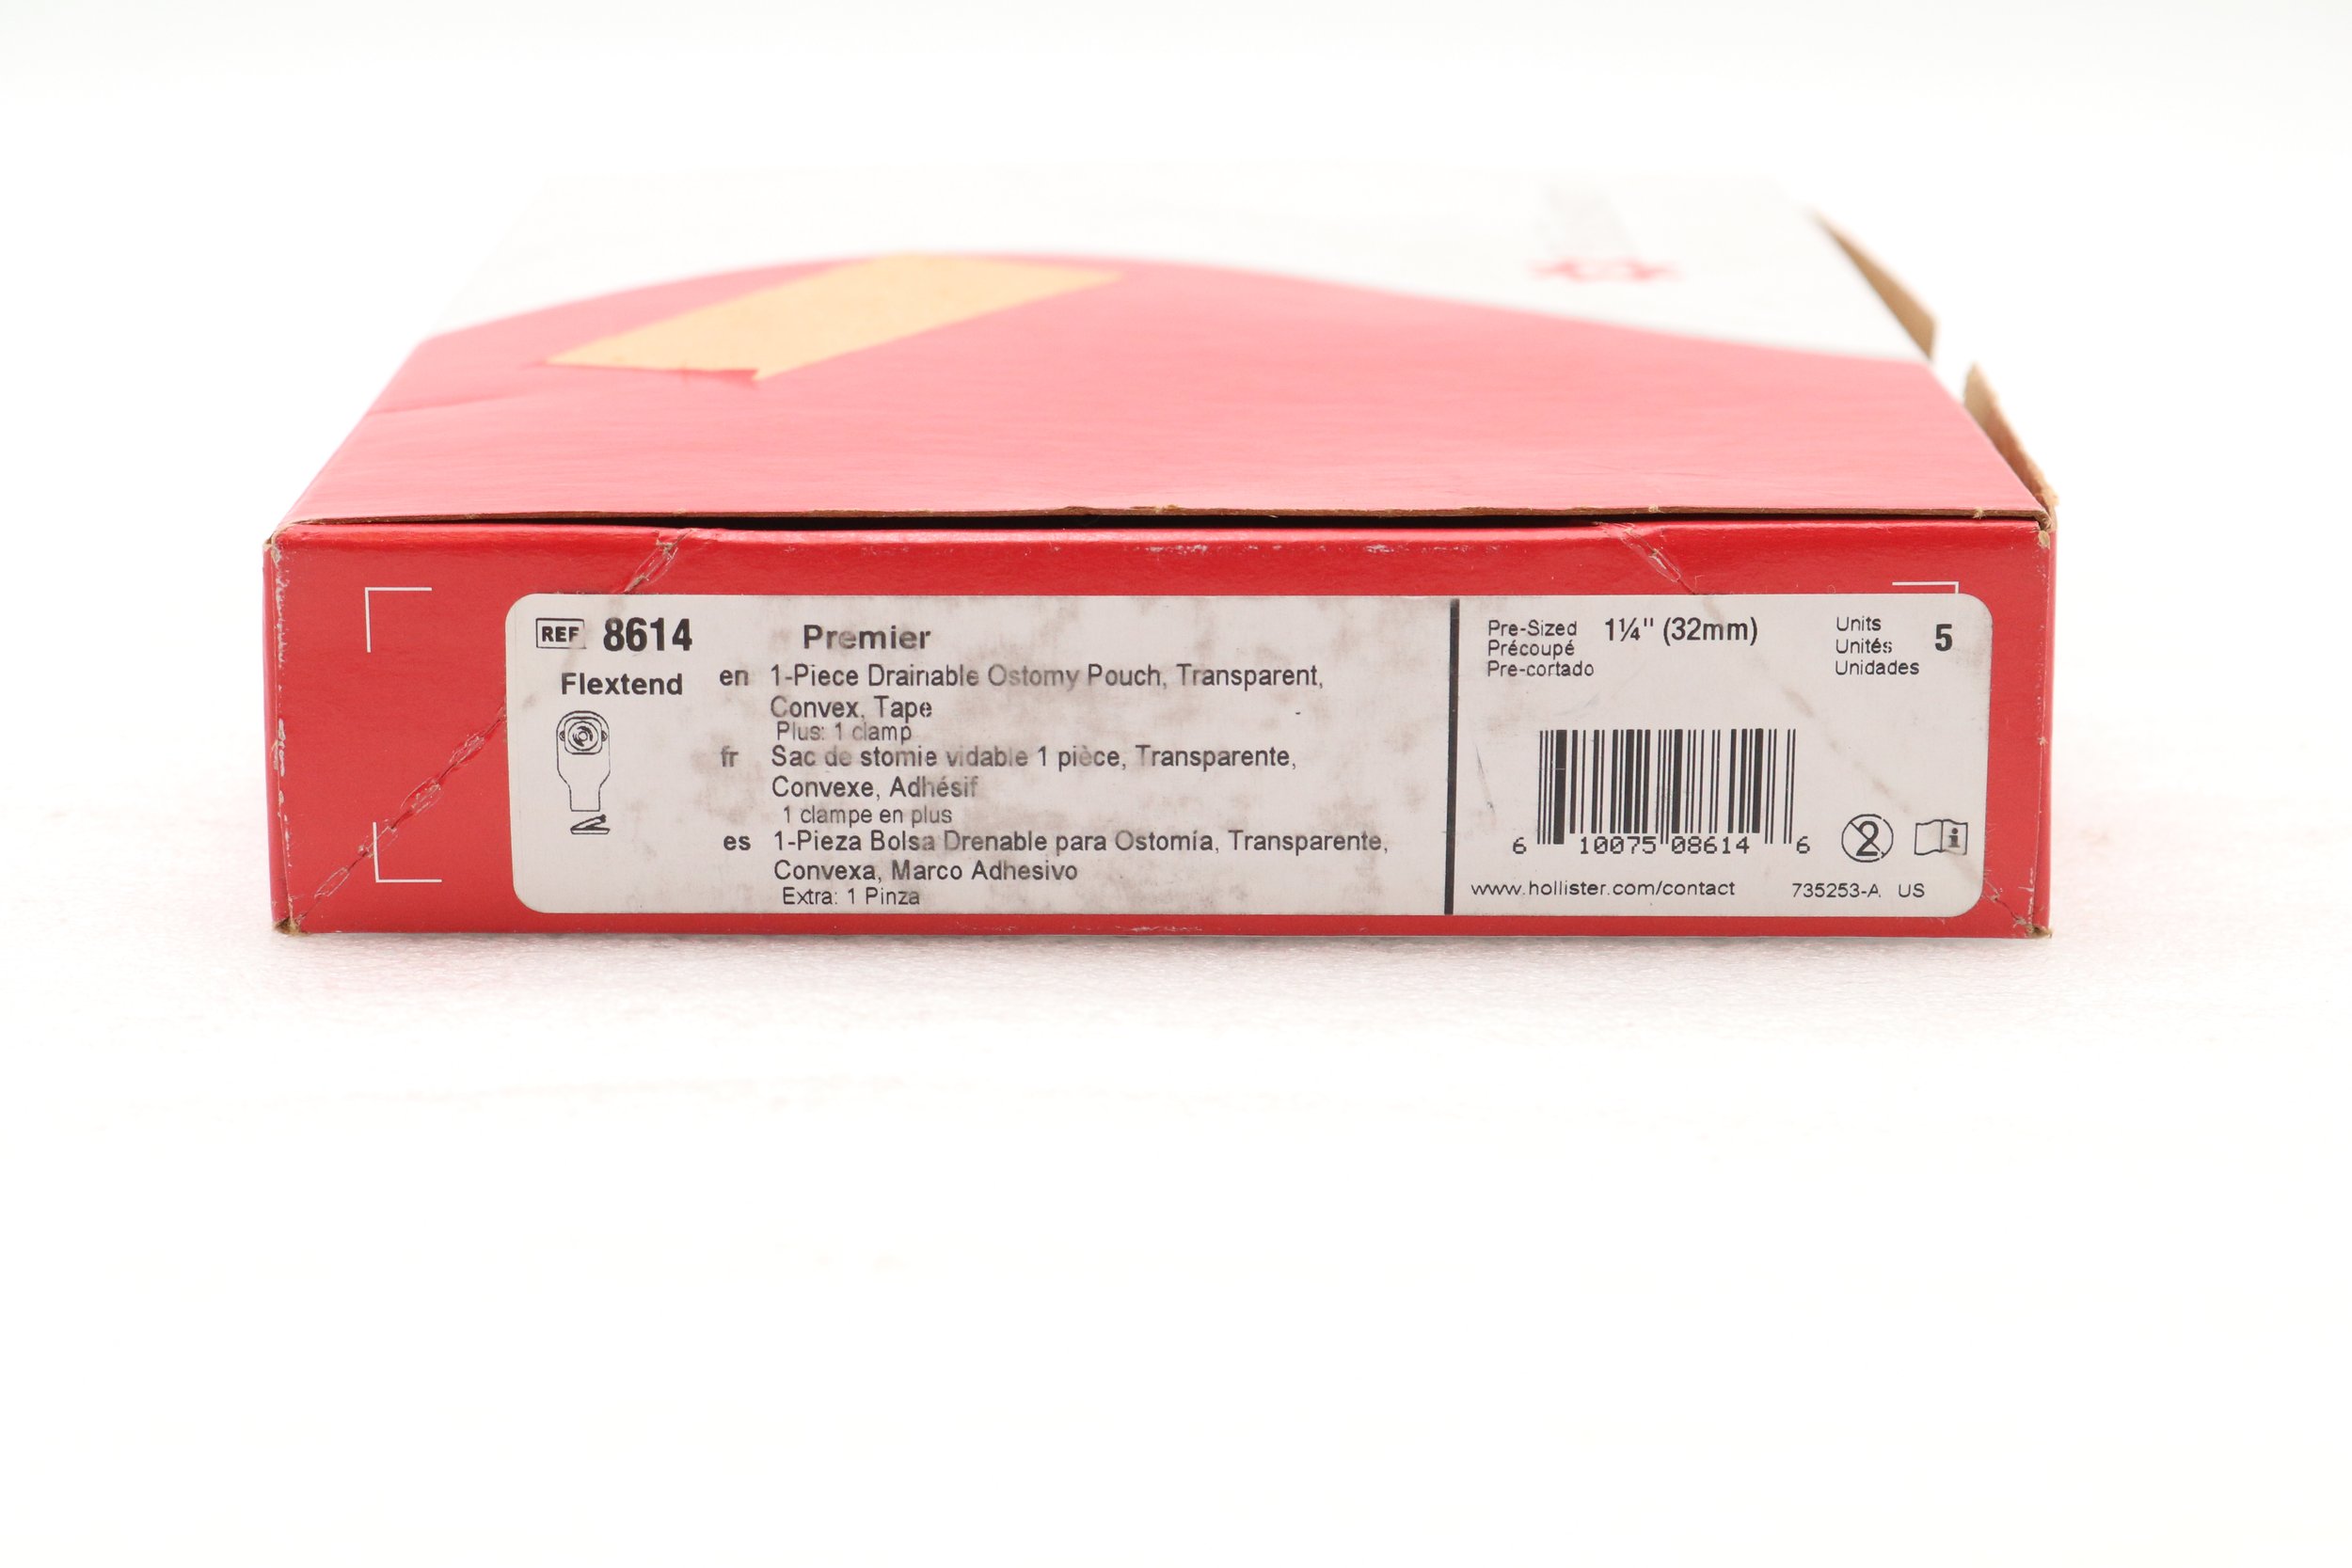 REF 8614
Flextend
Premier
en 1-Piece Drainable Ostomy Pouch, Transparent,
Convex, Tape
Plus: 1 clamp
fr Sac de stomie vidable 1 pièce, Transparente,
Convexe, Adhésif
1 clampe en plus
es 1-Pieza Bolsa Drenable para Ostomía, Transparente,
Convexa, Marco Adhesivo
Extra: 1 Pinza
Pre-Sized 1¼" (32mm)
Précoupé
Pre-cortado
Units 5
Unités
Unidades
6 10075 08614 6
2
i
www.hollister.com/contact 735253-A US